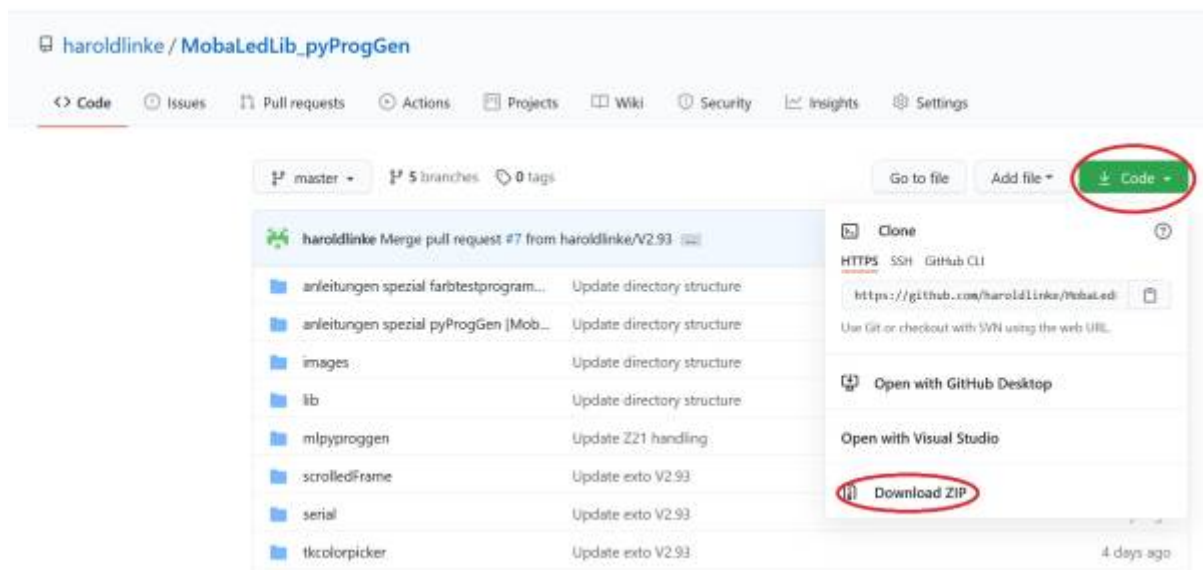 haroldlinke / MobaLedLib_pyProgGen
Code Issues Pull requests Actions Projects Wiki Security Insights Settings
master 5 branches 0 tags Go to file Add file Code
haroldlinke Merge pull request #7 from haroldlinke/V2.93 ...
Clone
HTTPS SSH GitHub CLI
https://github.com/haroldlinke/MobaLedl
Use Git or checkout with SVN using the web URL.
Open with GitHub Desktop
Open with Visual Studio
Download ZIP
anleitungen spezial farbtestprogram... Update directory structure
anleitungen spezial pyProgGen |Mob... Update directory structure
images Update directory structure
lib Update directory structure
mlpyproggen Update Z21 handling
scrolledFrame Update exto V2.93
serial Update exto V2.93
tkcolorpicker Update exto V2.93 4 days ago